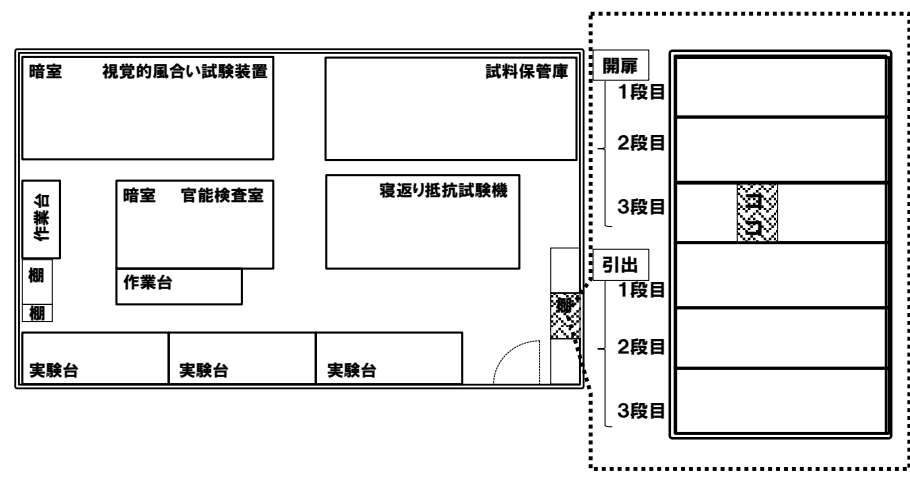 暗室 視覚的風合い試験装置
試料保管庫
作業台
暗室 官能検査室
寝返り抵抗試験機
棚
作業台
棚
棚
実験台
実験台
実験台
開扉
1段目
2段目
3段目
引出
1段目
2段目
3段目